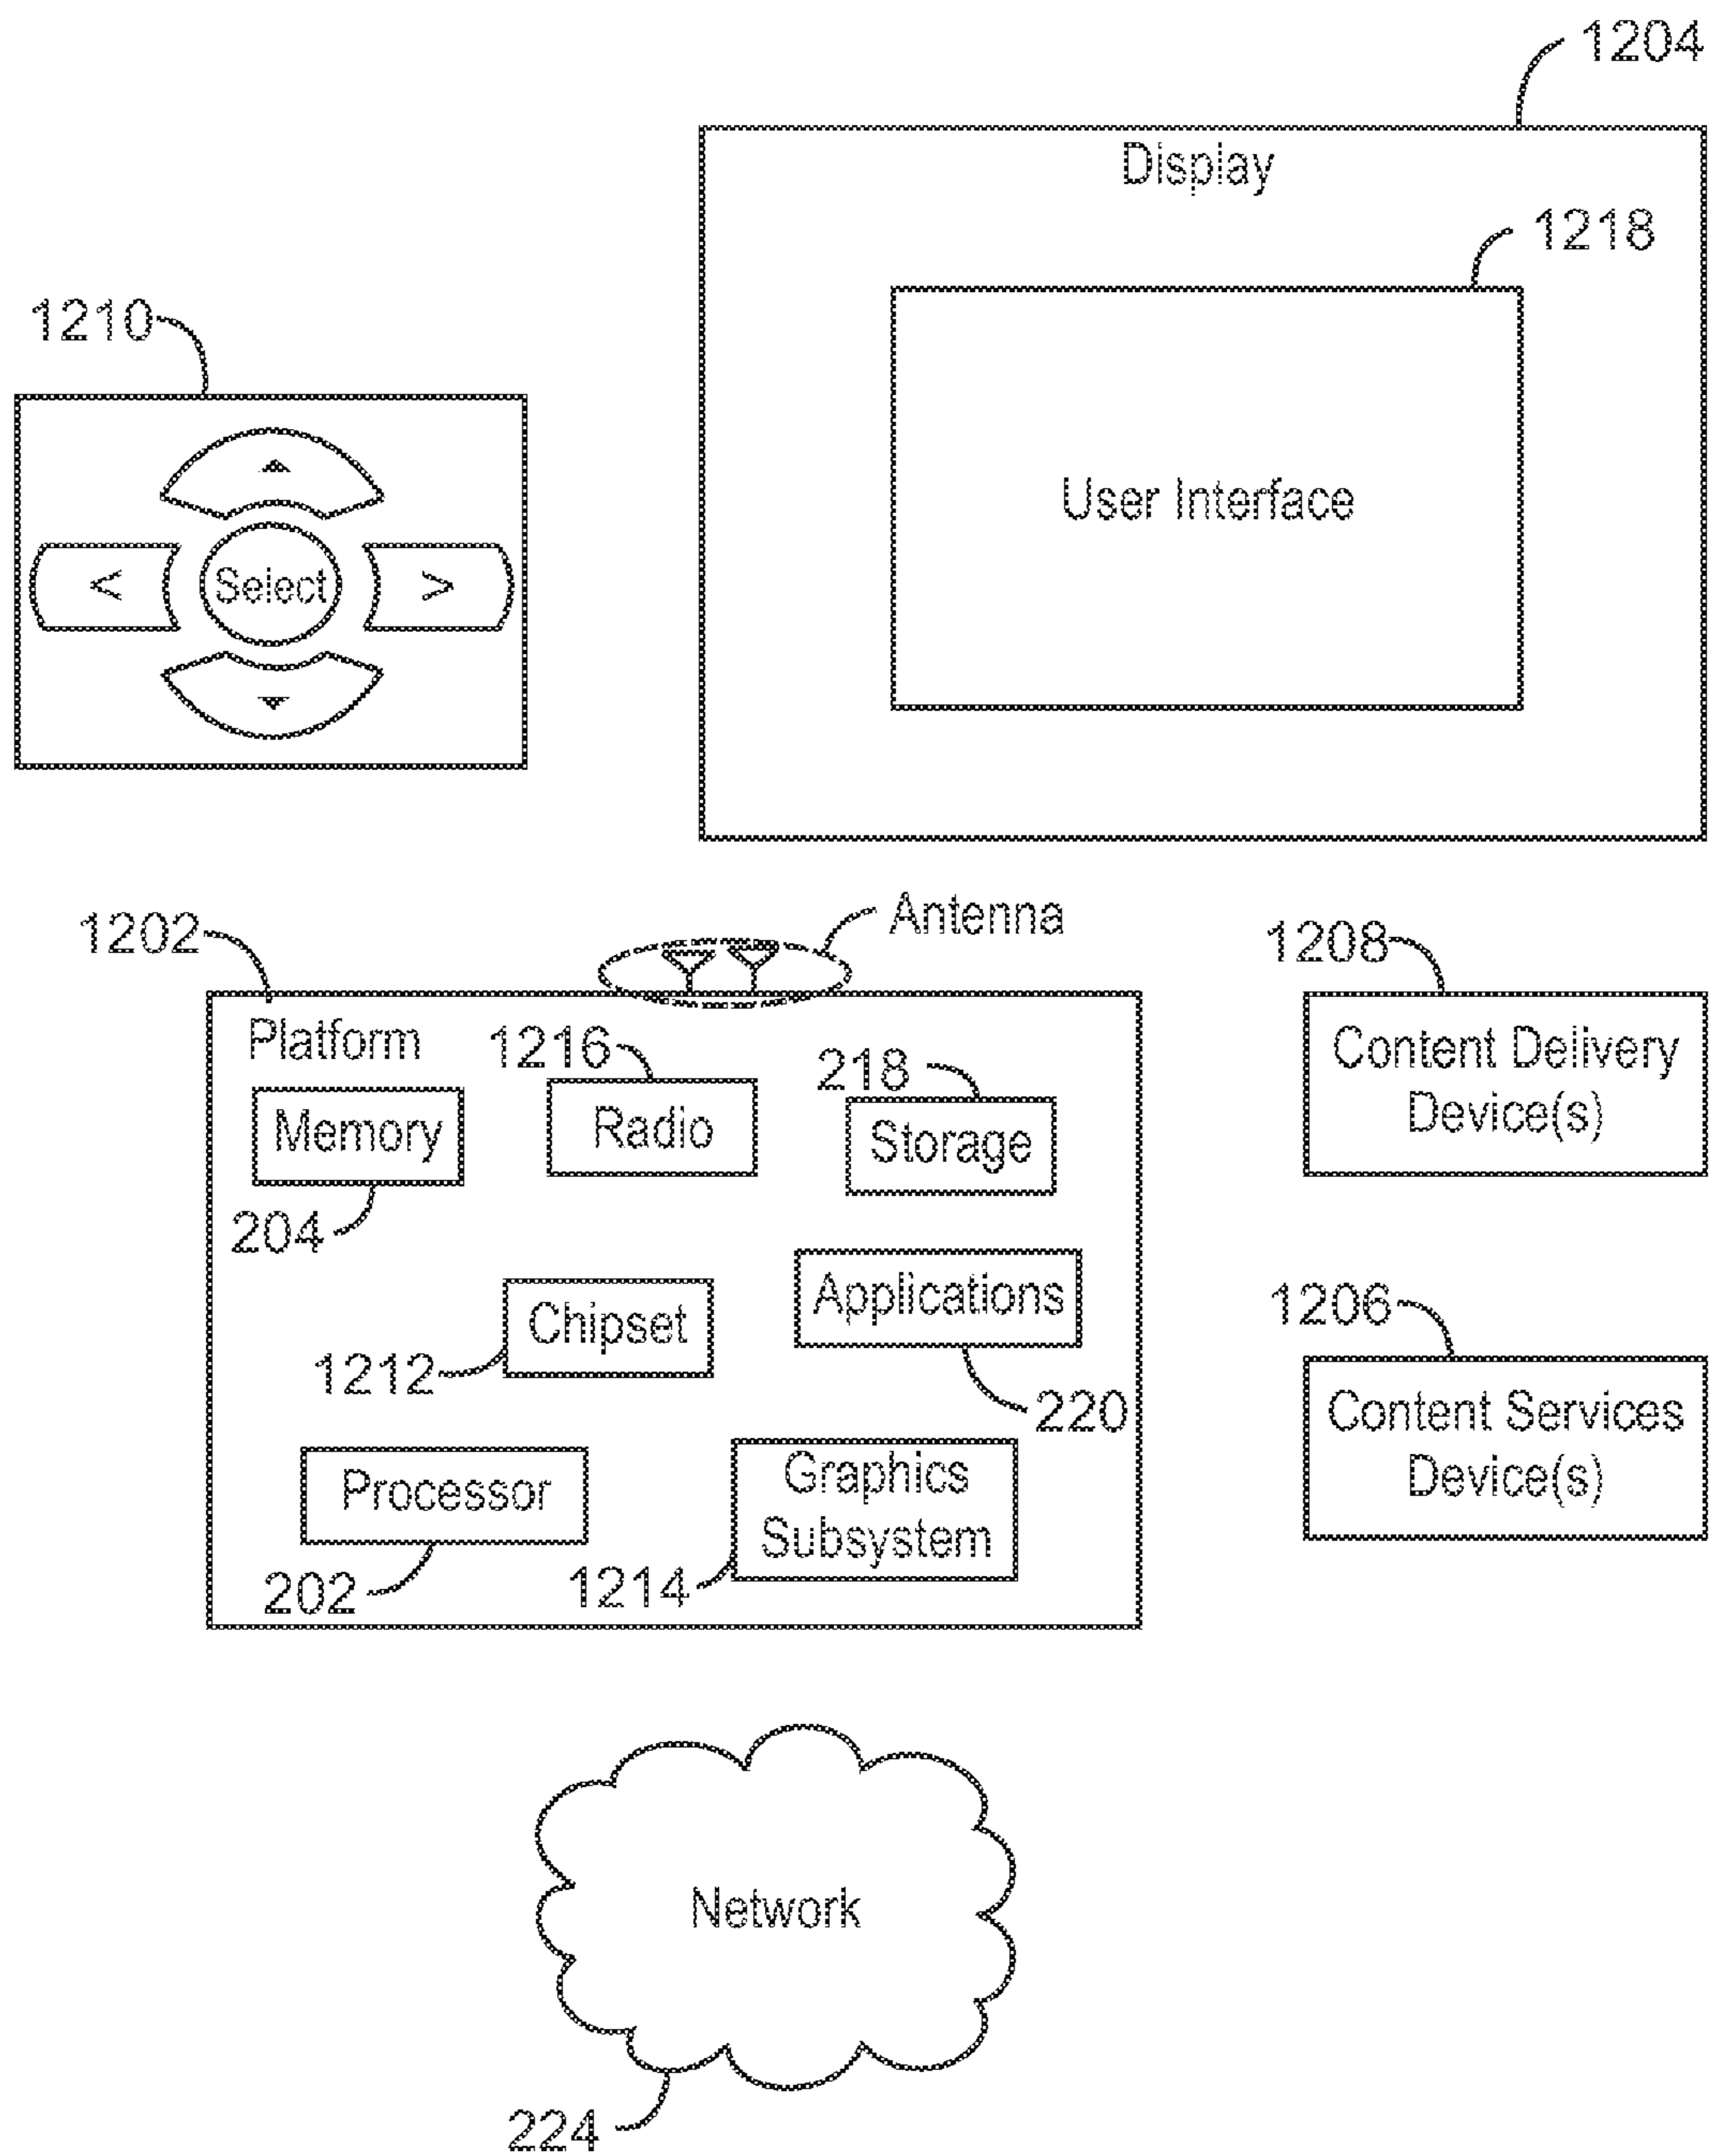 1204
Display
1218
User Interface
1210
Select
<
>
Antenna
1202
Platform
1216
Radio
218
Storage
Memory
204
Chipset
1212
Applications
220
Processor
202
Graphics
Subsystem
1214
1208
Content Delivery
Device(s)
1206
Content Services
Device(s)
Network
224